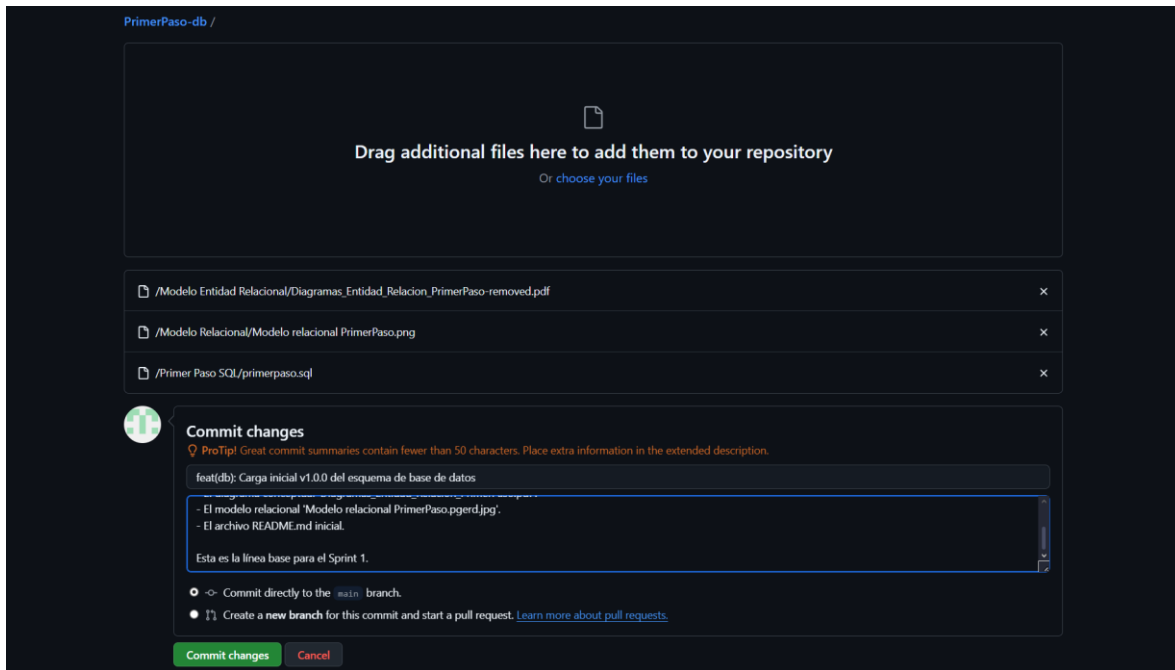 PrimerPaso-db /
Drag additional files here to add them to your repository
Or choose your files
/Modelo Entidad Relacional/Diagramas_Entidad_Relacion_PrimerPaso-removed.pdf
/Modelo Relacional/Modelo relacional PrimerPaso.png
/Primer Paso SQL/primerpaso.sql
Commit changes
ProTip! Great commit summaries contain fewer than 50 characters. Place extra information in the extended description.
feat(db): Carga inicial v1.0.0 del esquema de base de datos
- El modelo relacional 'Modelo relacional PrimerPaso.pgerd.jpg'.
- El archivo README.md inicial.
Esta es la línea base para el Sprint 1.
Commit directly to the main branch.
Create a new branch for this commit and start a pull request. Learn more about pull requests.
Commit changes
Cancel